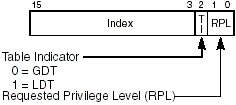 15 3 2 1 0
Index T I RPL
Table Indicator
0 = GDT
1 = LDT
Requested Privilege Level (RPL)